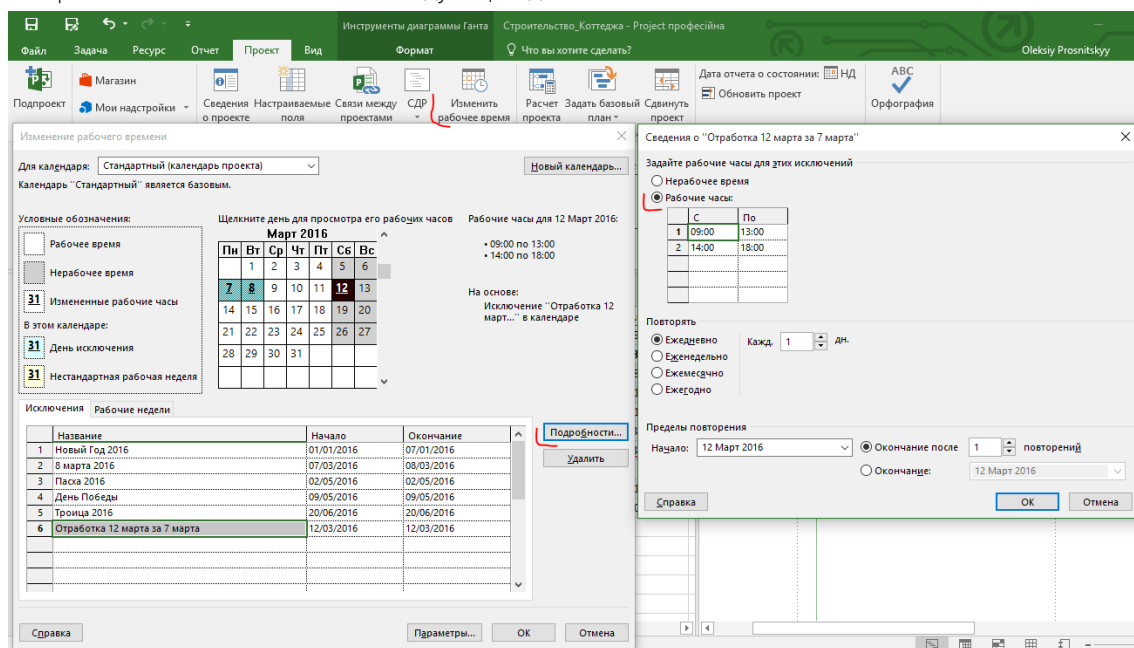 Инструменты диаграммы Ганта
Строительство_Коттеджа - Project професійна
Файл Задача Ресурс Отчет Проект Вид Формат Что вы хотите сделать? Oleksiy Prosnitskyy
Подпроект
Магазин
Мои надстройки
Сведения о проекте
Настраиваемые поля
Связи между проектами
СДР
Изменить рабочее время
Расчет проекта
Задать базовый план
Сдвинуть проект
Дата отчета о состоянии: НД
Обновить проект
ABC
Орфография
Изменение рабочего времени
Для календаря: Стандартный (календарь проекта)
Новый календарь...
Календарь "Стандартный" является базовым.
Условные обозначения:
Рабочее время
Нерабочее время
31 Измененные рабочие часы
В этом календаре:
31 День исключения
31 Нестандартная рабочая неделя
Щелкните день для просмотра его рабочих часов
Март 2016
Пн Вт Ср Чт Пт Сб Вс
1 2 3 4 5 6
7 8 9 10 11 12 13
14 15 16 17 18 19 20
21 22 23 24 25 26 27
28 29 30 31
Рабочие часы для 12 Март 2016:
• 09:00 по 13:00
• 14:00 по 18:00
На основе:
Исключение "Отработка 12
март..." в календаре
Исключения Рабочие недели
Название Начало Окончание
1 Новый Год 2016 01/01/2016 07/01/2016
2 8 марта 2016 07/03/2016 08/03/2016
3 Пасха 2016 02/05/2016 02/05/2016
4 День Победы 09/05/2016 09/05/2016
5 Троица 2016 20/06/2016 20/06/2016
6 Отработка 12 марта за 7 марта 12/03/2016 12/03/2016
Подробности...
Удалить
Справка Параметры... ОК Отмена
Сведения о "Отработка 12 марта за 7 марта"
Задайте рабочие часы для этих исключений
Нерабочее время
Рабочие часы:
С По
1 09:00 13:00
2 14:00 18:00
Повторять
Ежедневно
Еженедельно
Ежемесячно
Ежегодно
Кажд. 1 дн.
Пределы повторения
Начало: 12 Март 2016
Окончание после 1 повторений
Окончание: 12 Март 2016
Справка ОК Отмена